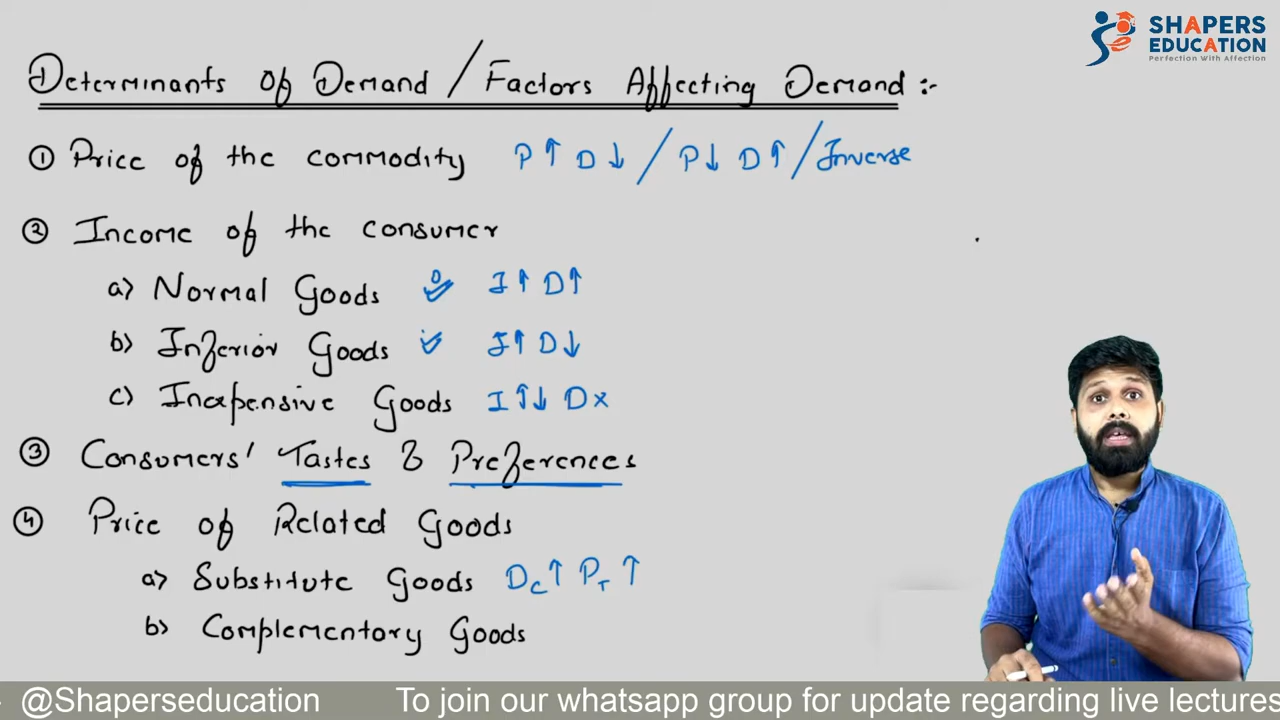 SHAPERS
EDUCATION
Perfection With Affection
Determinants of Demand / Factors Affecting Demand :-
① Price of the commodity P↑ D↓ / P↓ D↑ / Inverse
② Income of the consumer
a) Normal Goods I↑ D↑
b) Inferior Goods I↑ D↓
c) Inexpensive Goods I↑↓ D×
③ Consumers' Tastes & Preferences
④ Price of Related Goods
a) Substitute Goods Dc↑ PT↑
b) Complementory Goods
@Shaperseducation To join our whatsapp group for update regarding live lectures